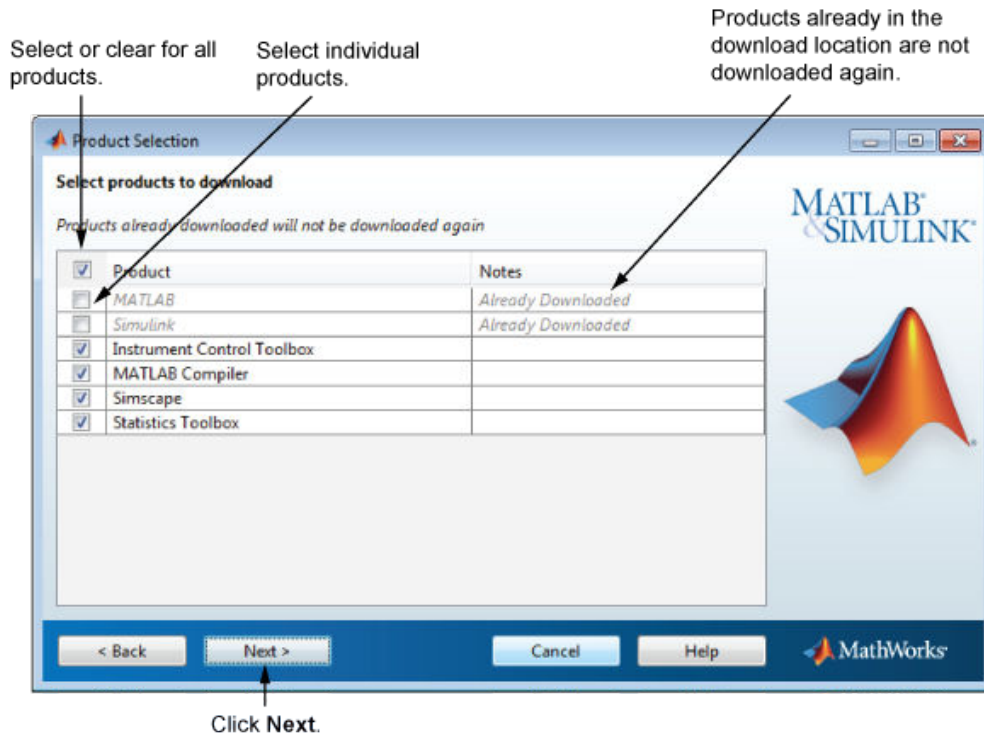 Select or clear for all
products.
Select individual
products.
Products already in the
download location are not
downloaded again.
Product Selection
Select products to download
Products already downloaded will not be downloaded again
MATLAB®
&SIMULINK®
Product Notes
MATLAB Already Downloaded
Simulink Already Downloaded
Instrument Control Toolbox
MATLAB Compiler
Simscape
Statistics Toolbox
®
< Back Next > Cancel Help MathWorks®
Click Next.